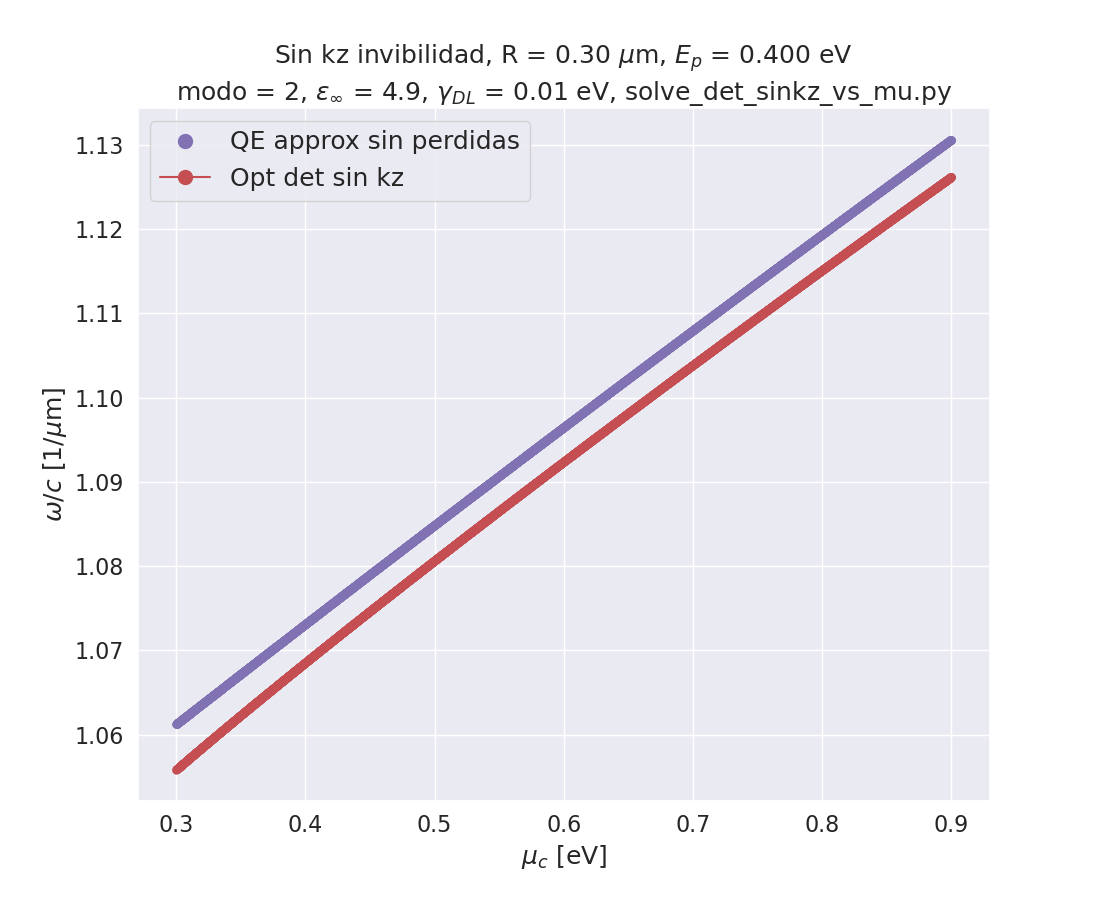 Sin kz invibilidad, R = 0.30 μm, E_p = 0.400 eV
modo = 2, ε_∞ = 4.9, γ_DL = 0.01 eV, solve_det_sinkz_vs_mu.py
QE approx sin perdidas
Opt det sin kz
1.13
1.12
1.11
1.10
1.09
1.08
1.07
1.06
ω/c [1/μm]
0.3 0.4 0.5 0.6 0.7 0.8 0.9
μ_c [eV]